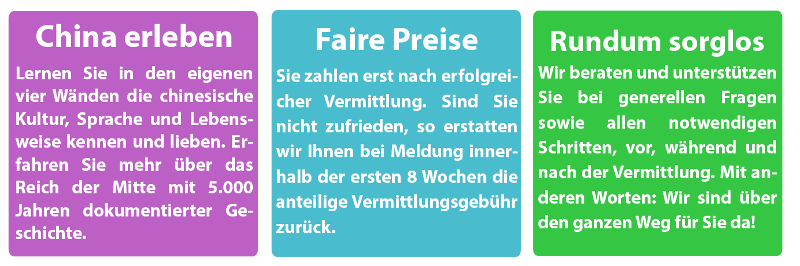 China erleben
Lernen Sie in den eigenen
vier Wänden die chinesische
Kultur, Sprache und Lebens-
weise kennen und lieben. Er-
fahren Sie mehr über das
Reich der Mitte mit 5.000
Jahren dokumentierter Ge-
schichte.
Faire Preise
Sie zahlen erst nach erfolgrei-
cher Vermittlung. Sind Sie
nicht zufrieden, so erstatten
wir Ihnen bei Meldung inner-
halb der ersten 8 Wochen die
anteilige Vermittlungsgebühr
zurück.
Rundum sorglos
Wir beraten und unterstützen
Sie bei generellen Fragen
sowie allen notwendigen
Schritten, vor, während und
nach der Vermittlung. Mit an-
deren Worten: Wir sind über
den ganzen Weg für Sie da!